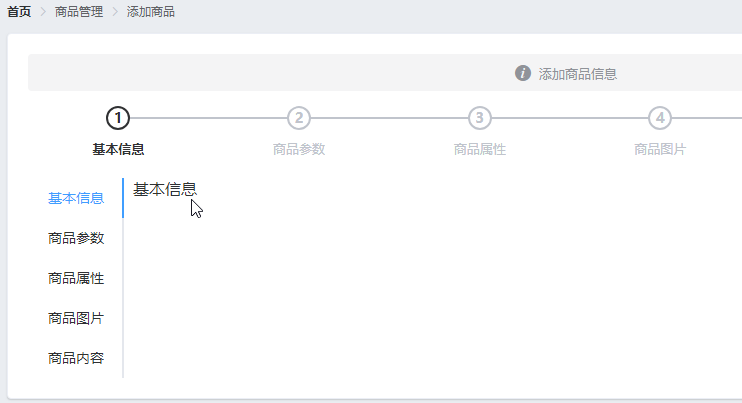 首页 > 商品管理 > 添加商品
添加商品信息
1 2 3 4
基本信息 商品参数 商品属性 商品图片
基本信息 基本信息
商品参数
商品属性
商品图片
商品内容